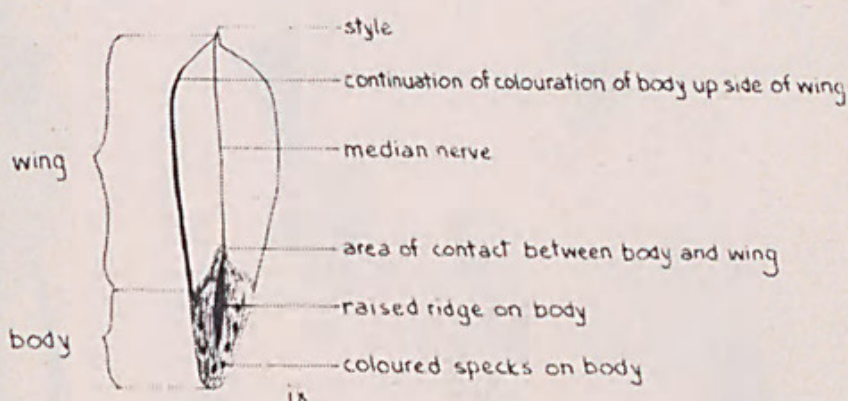 style
continuation of colouration of body up side of wing
median nerve
wing
area of contact between body and wing
raised ridge on body
body
coloured specks on body